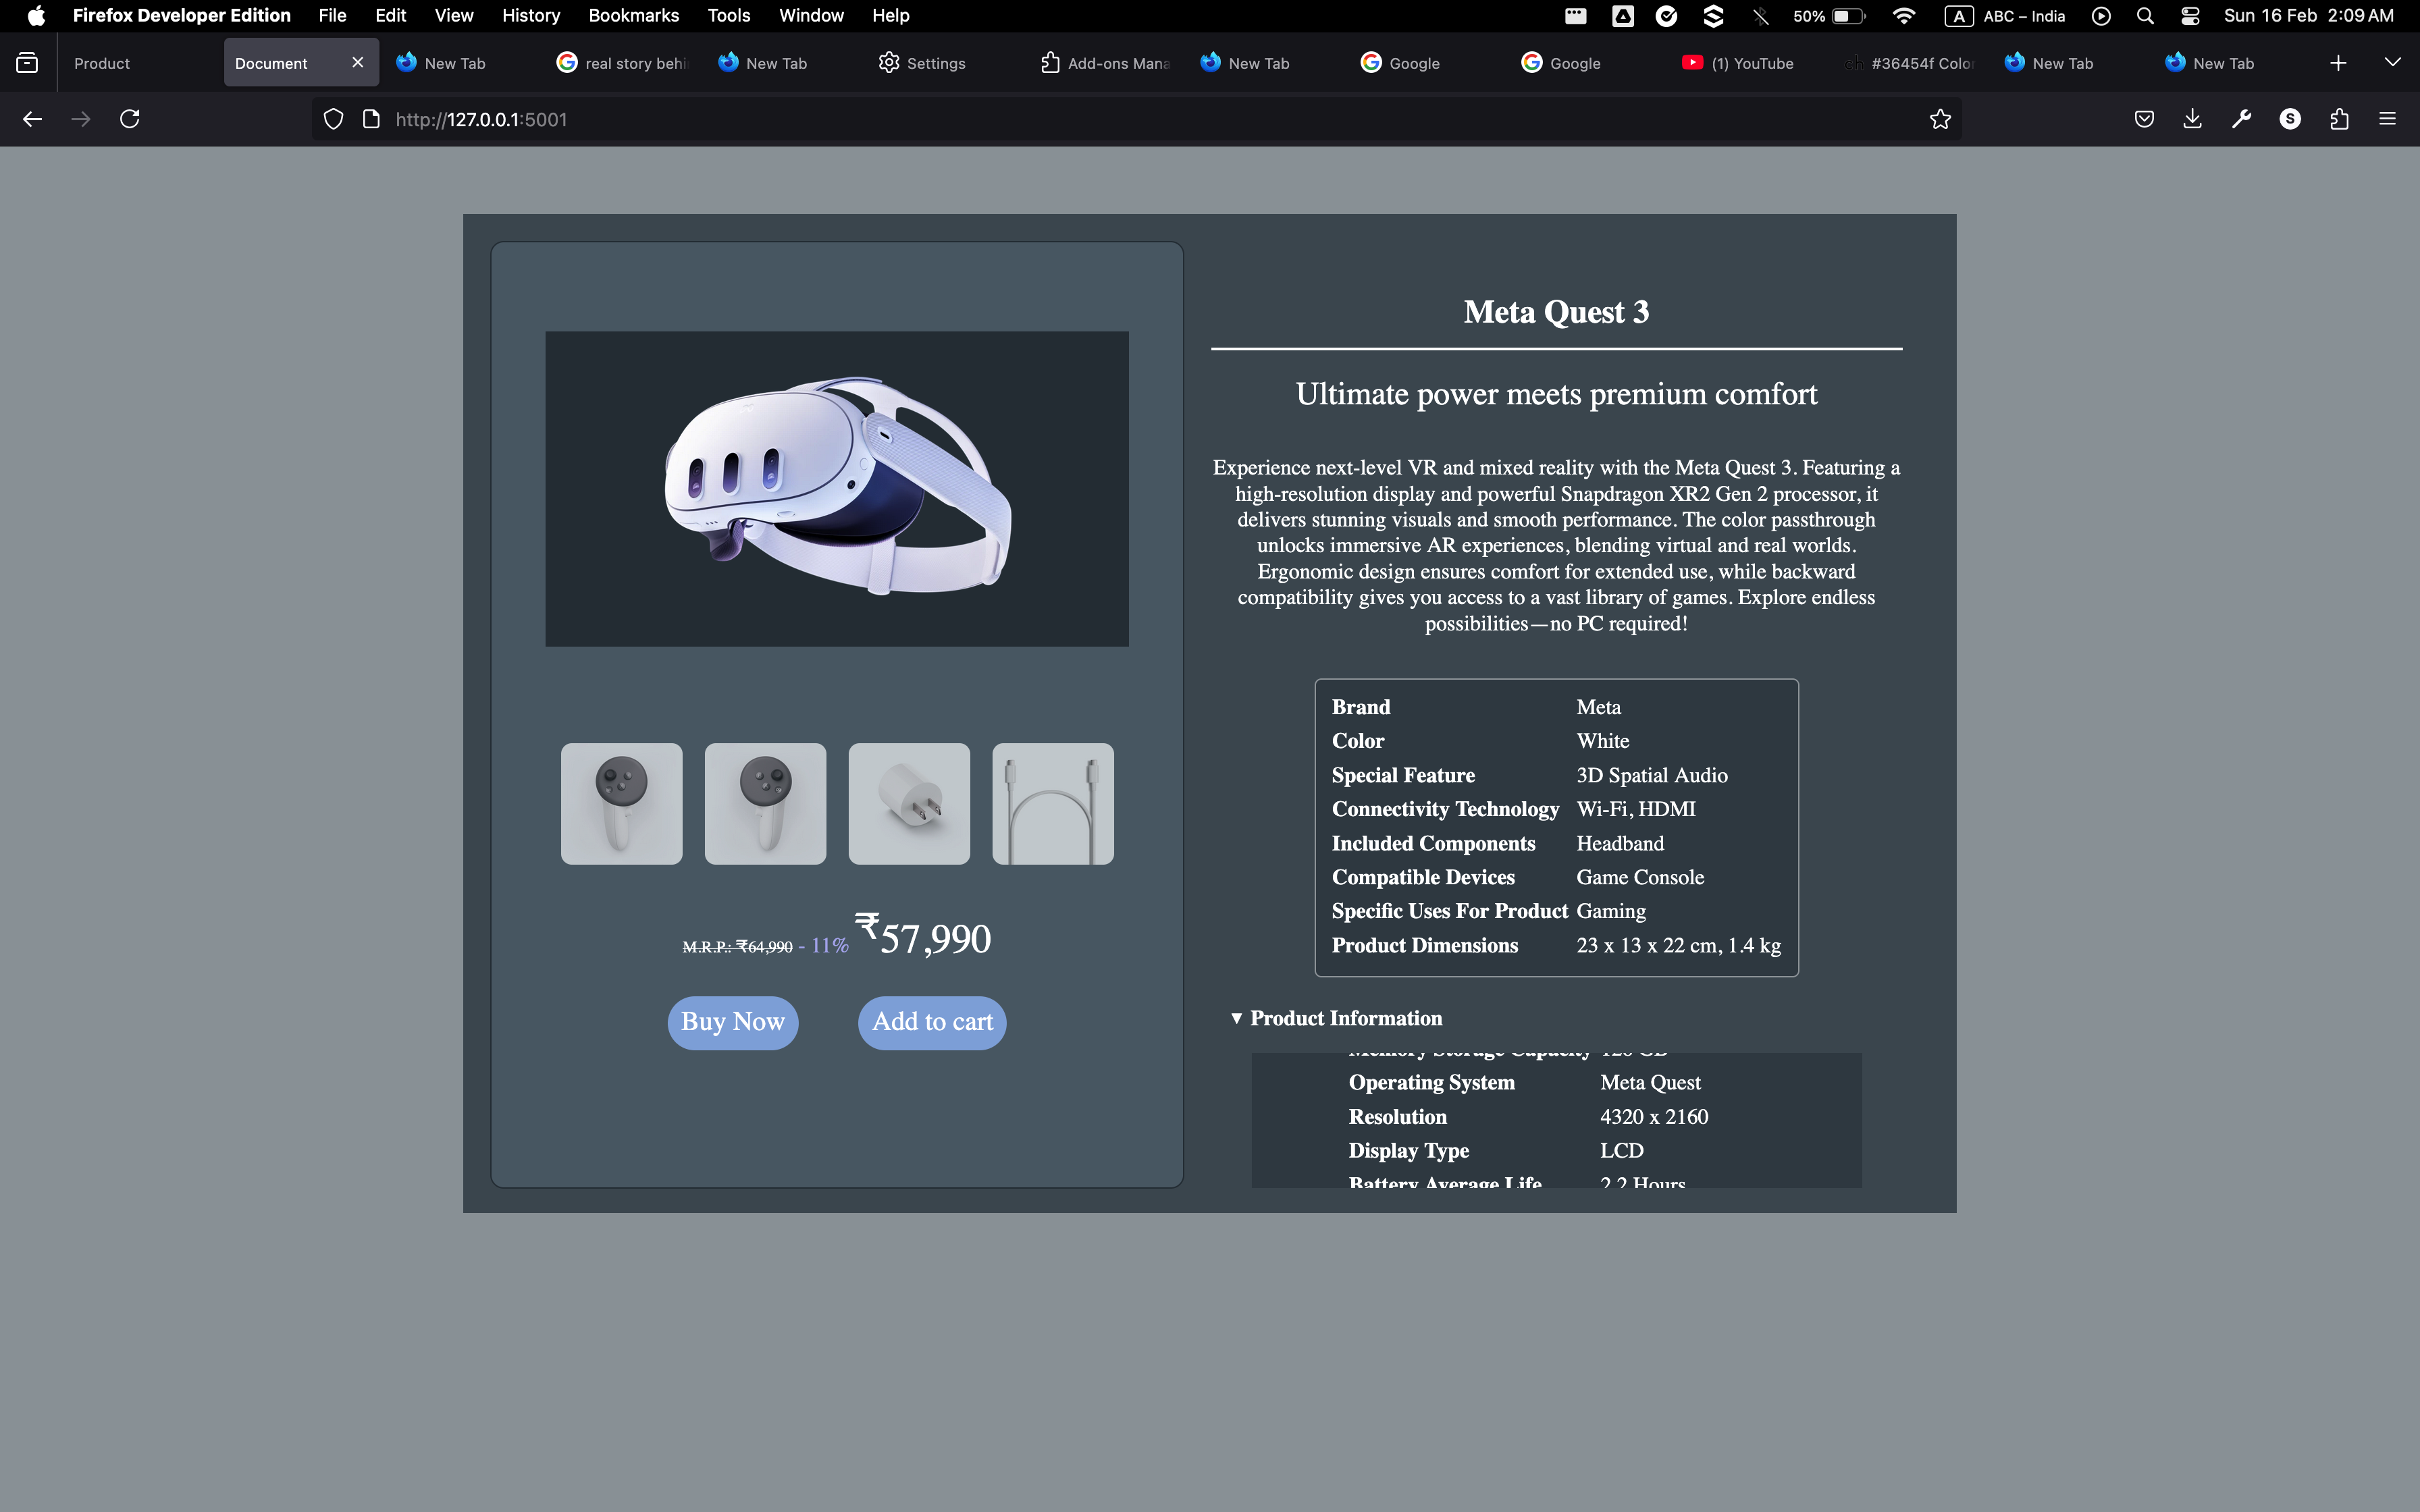 Firefox Developer Edition File Edit View History Bookmarks Tools Window Help 50% A ABC – India Sun 16 Feb 2:09 AM
Product Document New Tab real story behi New Tab Settings Add-ons Mana New Tab Google Google (1) YouTube ch #36454f Color New Tab New Tab
http://127.0.0.1:5001 S
Meta Quest 3
Ultimate power meets premium comfort
Experience next-level VR and mixed reality with the Meta Quest 3. Featuring a
high-resolution display and powerful Snapdragon XR2 Gen 2 processor, it
delivers stunning visuals and smooth performance. The color passthrough
unlocks immersive AR experiences, blending virtual and real worlds.
Ergonomic design ensures comfort for extended use, while backward
compatibility gives you access to a vast library of games. Explore endless
possibilities—no PC required!
Brand Meta
Color White
Special Feature 3D Spatial Audio
Connectivity Technology Wi-Fi, HDMI
Included Components Headband
Compatible Devices Game Console
Specific Uses For Product Gaming
Product Dimensions 23 x 13 x 22 cm, 1.4 kg
M.R.P.: ₹64,990 - 11% ₹57,990
Buy Now Add to cart
▼ Product Information
Memory Storage Capacity 128 GB
Operating System Meta Quest
Resolution 4320 x 2160
Display Type LCD
Battery Average Life 2.2 Hours